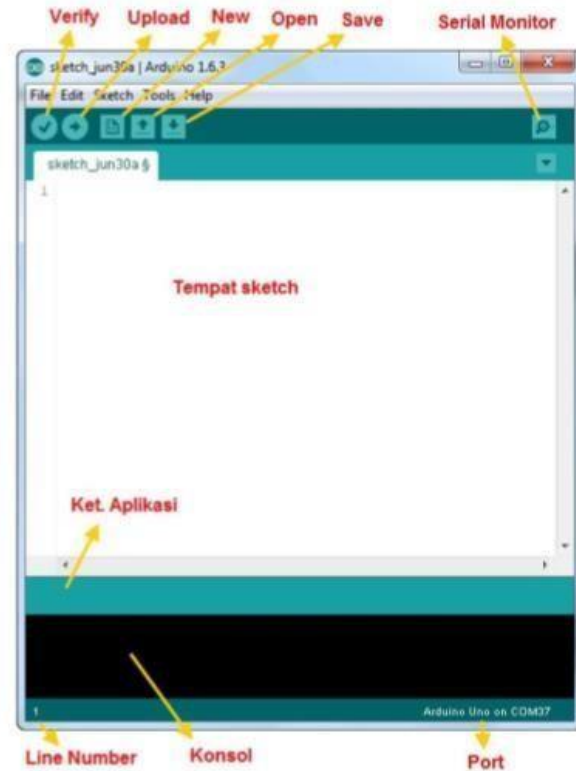 Verify Upload New Open Save Serial Monitor
sketch_jun30a | Arduino 1.6.3
File Edit Sketch Tools Help
sketch_jun30a §
1
Tempat sketch
Ket. Aplikasi
1
Arduino Uno on COM37
Line Number Konsol Port